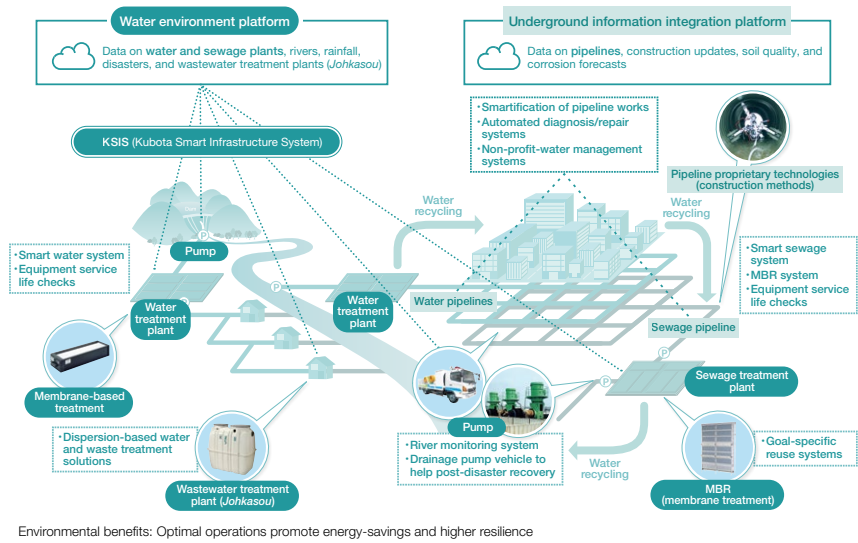 Water environment platform
Data on water and sewage plants, rivers, rainfall,
disasters, and wastewater treatment plants (Johkasou)
Underground information integration platform
Data on pipelines, construction updates, soil quality, and
corrosion forecasts
KSIS (Kubota Smart Infrastructure System)
・Smartification of pipeline works
・Automated diagnosis/repair
systems
・Non-profit-water management
systems
Pipeline proprietary technologies
(construction methods)
Water
recycling
Water
recycling
P
Pump
・Smart water system
・Equipment service
life checks
・Smart sewage
system
・MBR system
・Equipment service
life checks
P
P
Water
treatment
plant
Water
treatment
plant
Water pipelines
Sewage pipeline
P
P
Membrane-based
treatment
Sewage treatment
plant
・Dispersion-based water
and waste treatment
solutions
Pump
・River monitoring system
・Drainage pump vehicle to
help post-disaster recovery
Water
recycling
・Goal-specific
reuse systems
Wastewater treatment
plant (Johkasou)
MBR
(membrane treatment)
Environmental benefits: Optimal operations promote energy-savings and higher resilience